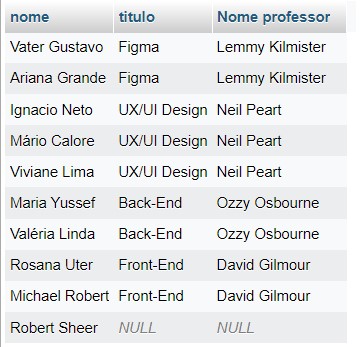 nome titulo Nome professor
Vater Gustavo Figma Lemmy Kilmister
Ariana Grande Figma Lemmy Kilmister
Ignacio Neto UX/UI Design Neil Peart
Mário Calore UX/UI Design Neil Peart
Viviane Lima UX/UI Design Neil Peart
Maria Yussef Back-End Ozzy Osbourne
Valéria Linda Back-End Ozzy Osbourne
Rosana Uter Front-End David Gilmour
Michael Robert Front-End David Gilmour
Robert Sheer NULL NULL